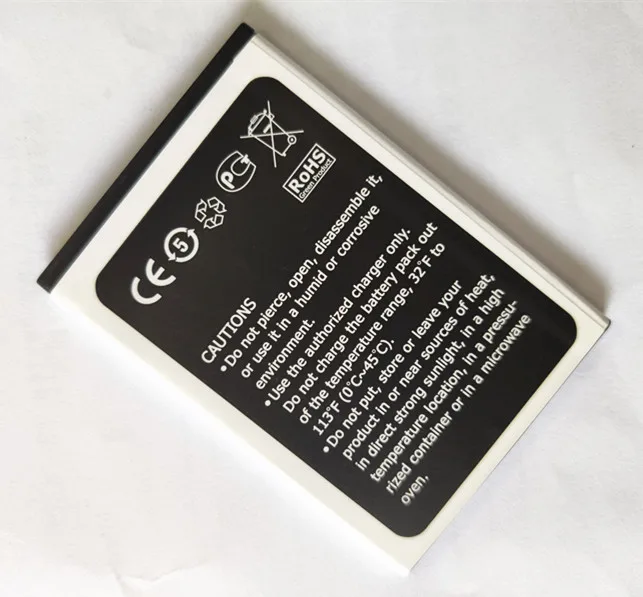 CE 5 PG
RoHS
Green Product
CAUTIONS
•Do not pierce, open, disassemble it,
or use it in a humid or corrosive
environment.
•Use the authorized charger only.
Do not charge the battery pack out
of the temperature range, 32°F to
113°F (0°C~45°C).
•Do not put, store or leave your
product in or near sources of heat,
in direct strong sunlight, in a high
temperature location, in a pressu-
rized container or in a microwave
oven.